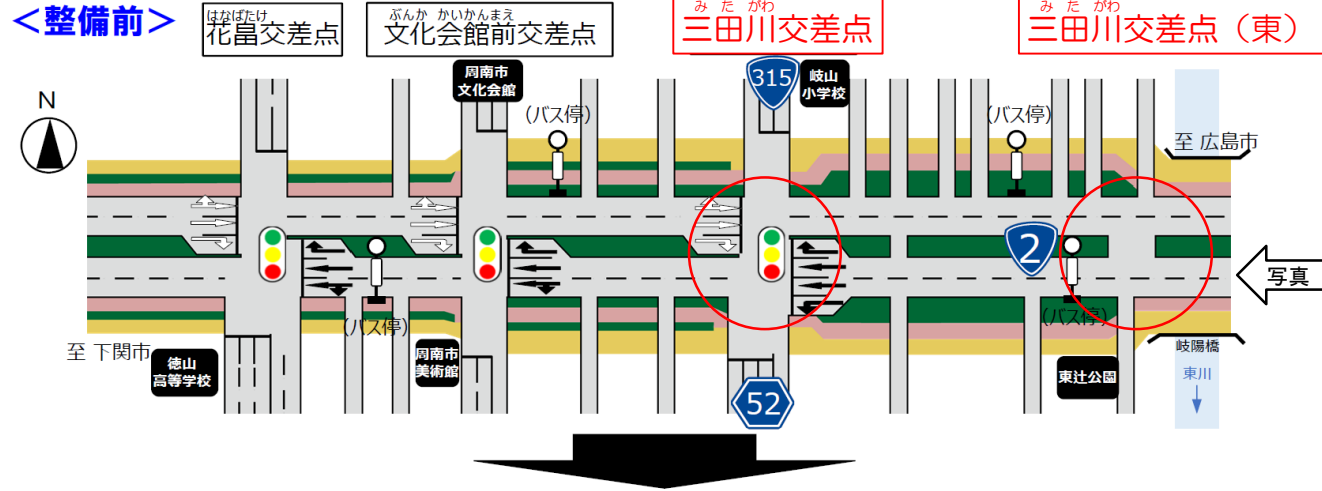 <整備前>
はなばたけ
花畠交差点
ぶんか かいかんまえ
文化会館前交差点
みたがわ
三田川交差点
みたがわ
三田川交差点（東）
N
周南市
文化会館
(バス停)
315
岐山
小学校
(バス停)
至 広島市
2
写真
(バス停)
(バス停)
至 下関市
徳山
高等学校
周南市
美術館
52
東辻公園
岐陽橋
東川